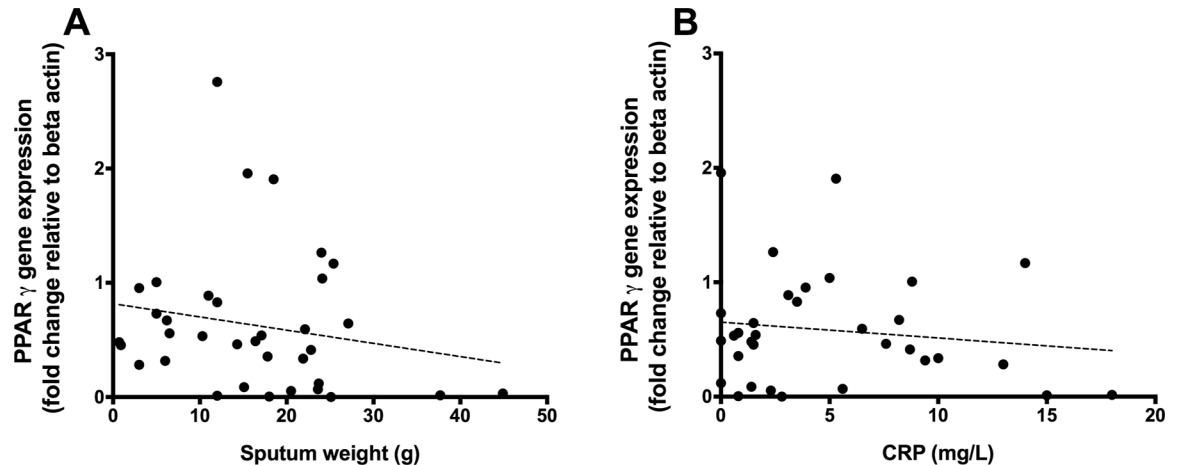 A
PPAR γ gene expression
(fold change relative to beta actin)
3
2
1
0
0 10 20 30 40 50
Sputum weight (g)
B
PPAR γ gene expression
(fold change relative to beta actin)
3
2
1
0
0 5 10 15 20
CRP (mg/L)